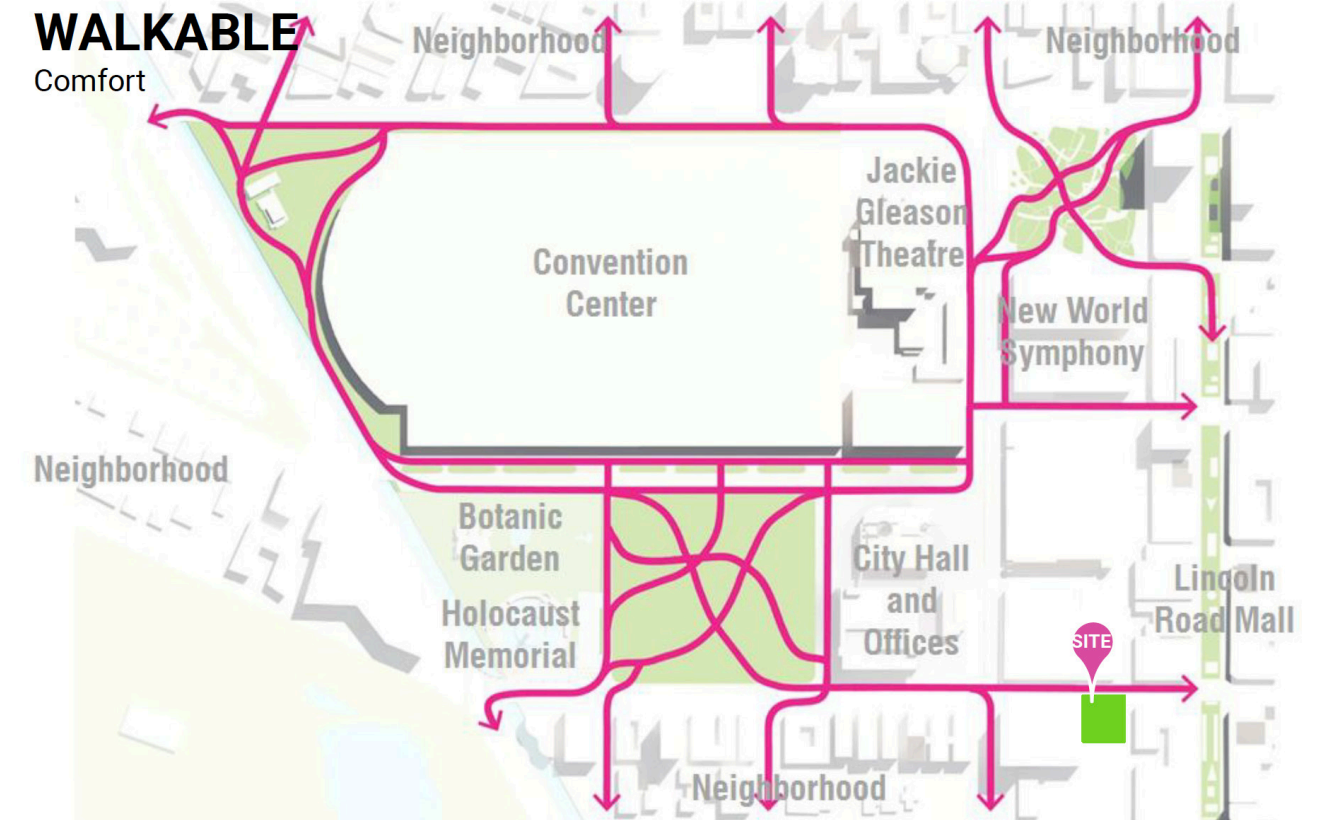 WALKABLE
Comfort
Neighborhood
Neighborhood
Jackie
Gleason
Theatre
Convention
Center
New World
Symphony
Neighborhood
Botanic
Garden
Holocaust
Memorial
City Hall
and
Offices
Lincoln
Road Mall
SITE
Neighborhood